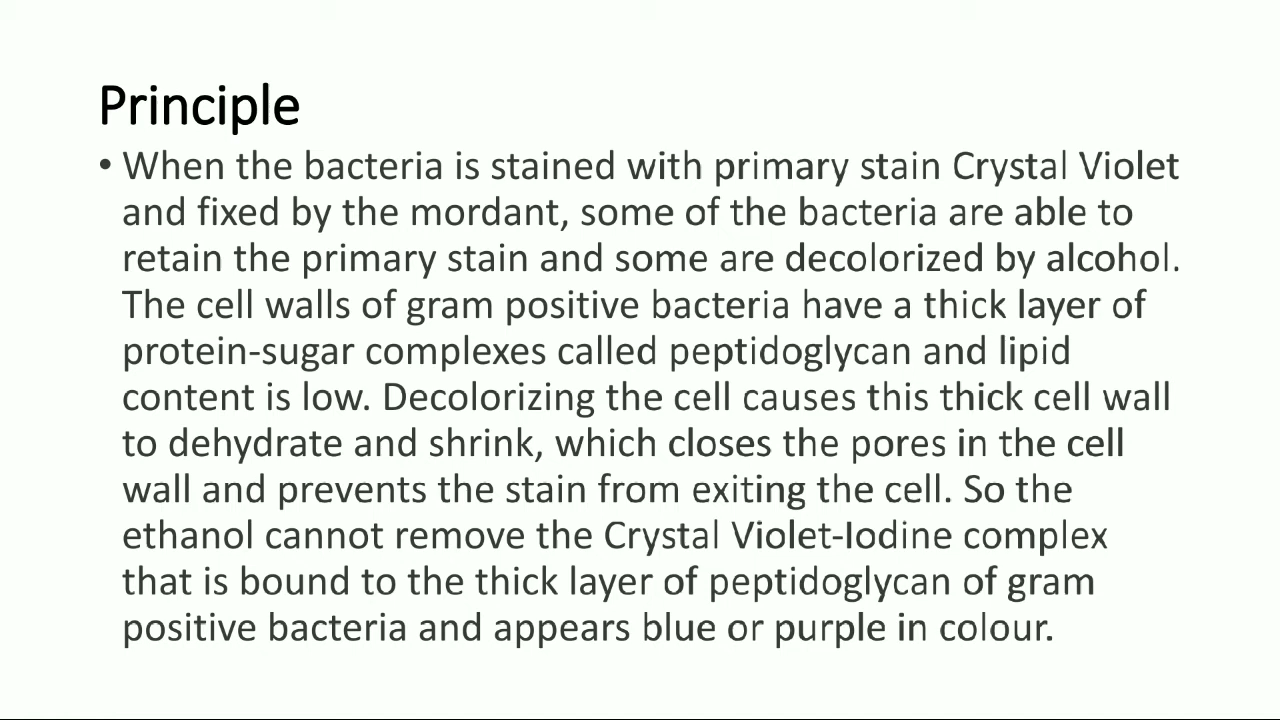 Principle
• When the bacteria is stained with primary stain Crystal Violet
and fixed by the mordant, some of the bacteria are able to
retain the primary stain and some are decolorized by alcohol.
The cell walls of gram positive bacteria have a thick layer of
protein-sugar complexes called peptidoglycan and lipid
content is low. Decolorizing the cell causes this thick cell wall
to dehydrate and shrink, which closes the pores in the cell
wall and prevents the stain from exiting the cell. So the
ethanol cannot remove the Crystal Violet-Iodine complex
that is bound to the thick layer of peptidoglycan of gram
positive bacteria and appears blue or purple in colour.